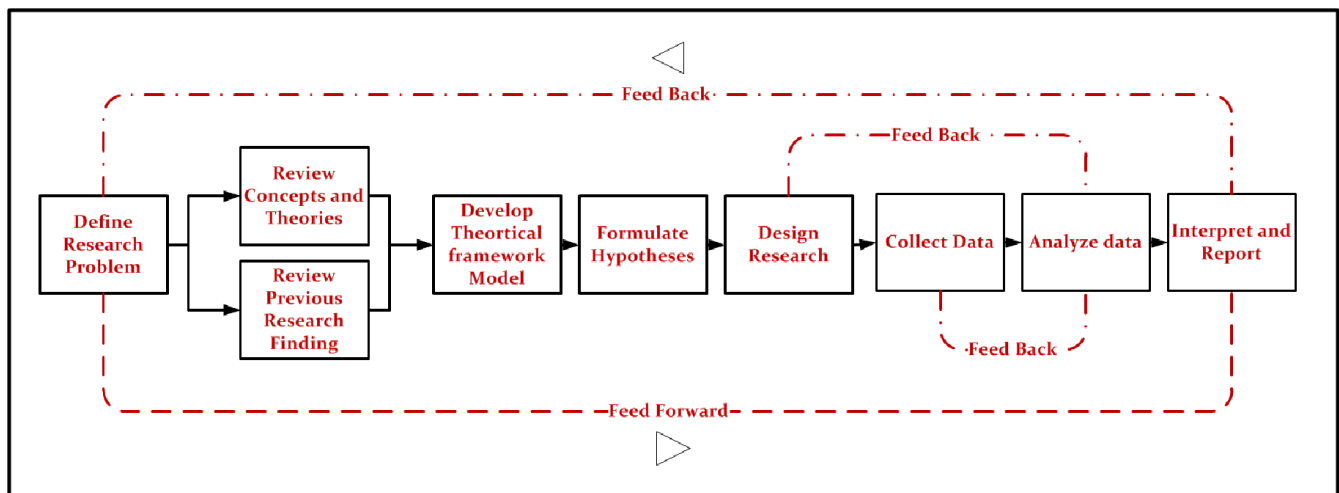 Feed Back
Feed Back
Define
Research
Problem
Review
Concepts and
Theories
Review
Previous
Research
Finding
Develop
Theortical
framework
Model
Formulate
Hypotheses
Design
Research
Collect Data
Analyze data
Interpret and
Report
Feed Back
Feed Forward